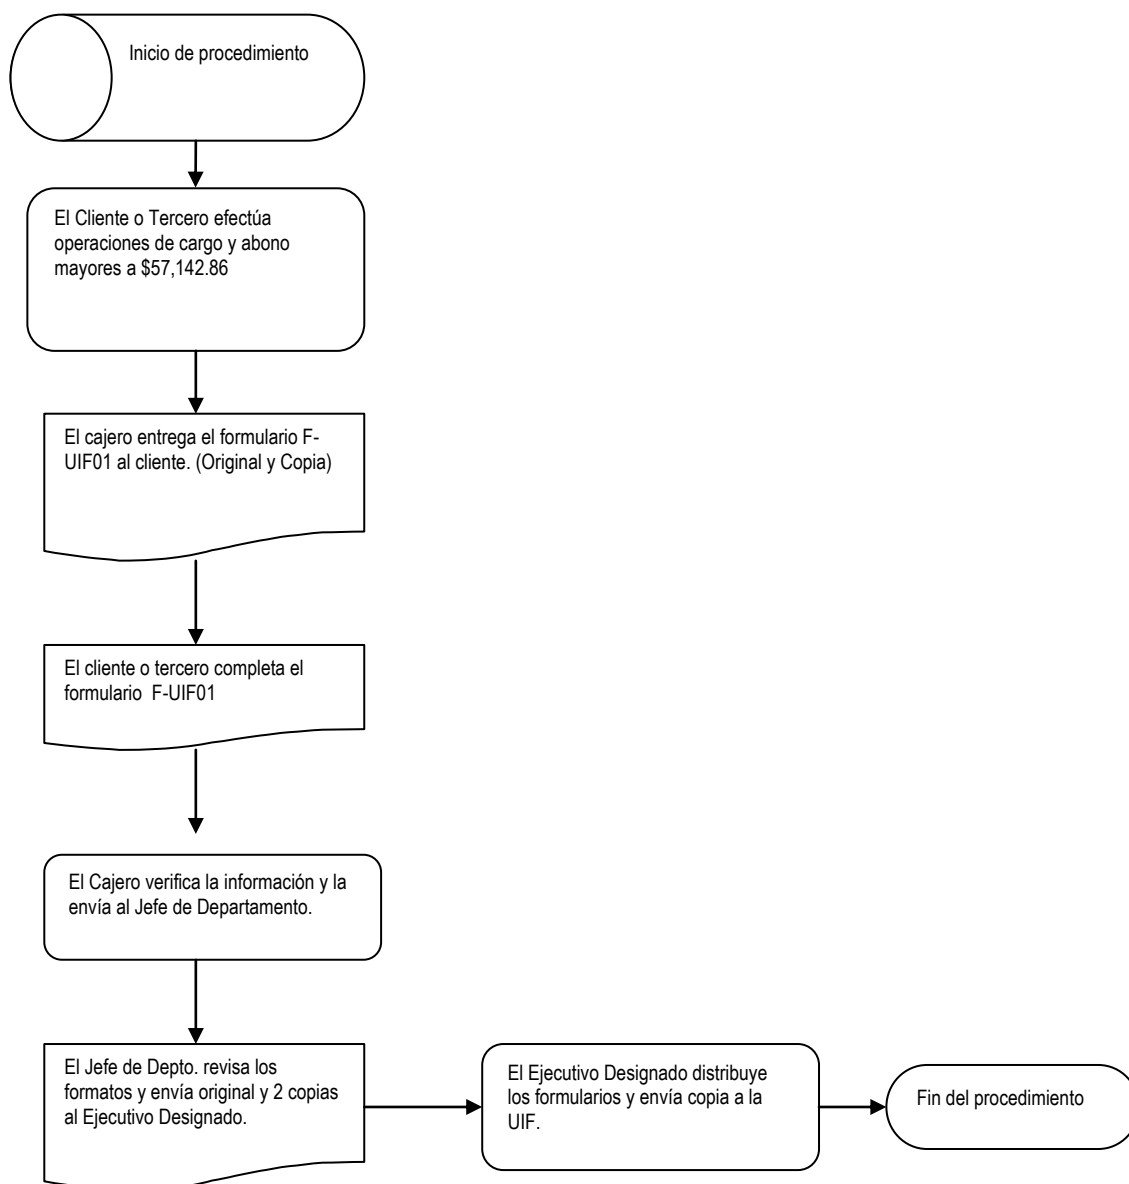 Inicio de procedimiento
El Cliente o Tercero efectúa
operaciones de cargo y abono
mayores a $57,142.86
El cajero entrega el formulario F-
UIF01 al cliente. (Original y Copia)
El cliente o tercero completa el
formulario  F-UIF01
El Cajero verifica la información y la
envía al Jefe de Departamento.
El Jefe de Depto. revisa los
formatos y envía original y 2 copias
al Ejecutivo Designado.
El Ejecutivo Designado distribuye
los formularios y envía copia a la
UIF.
Fin del procedimiento